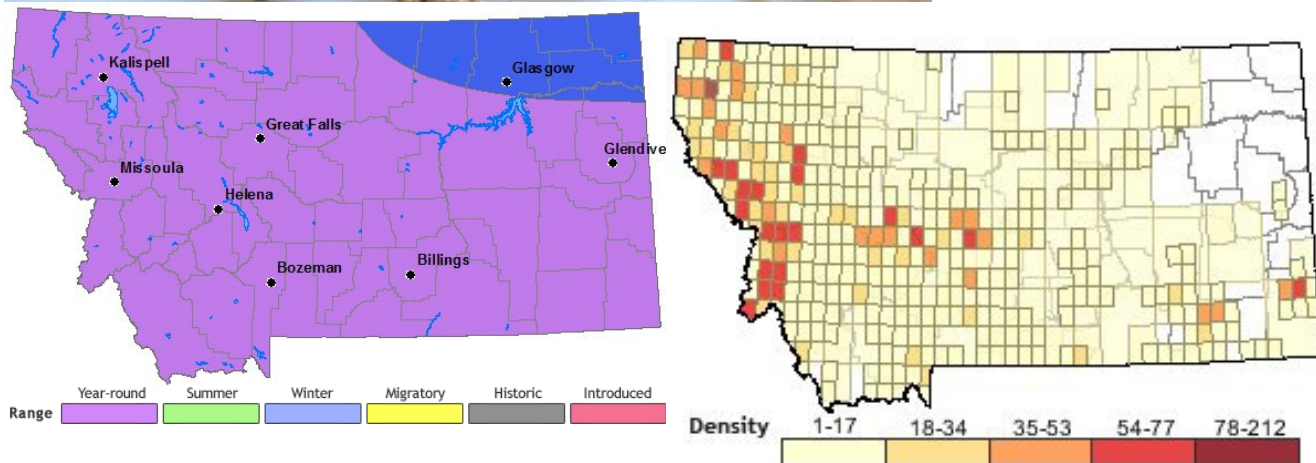 Kalispell
Glasgow
Great Falls
Glendive
Missoula
Helena
Bozeman
Billings
Year-round Summer Winter Migratory Historic Introduced
Range
Density 1-17 18-34 35-53 54-77 78-212